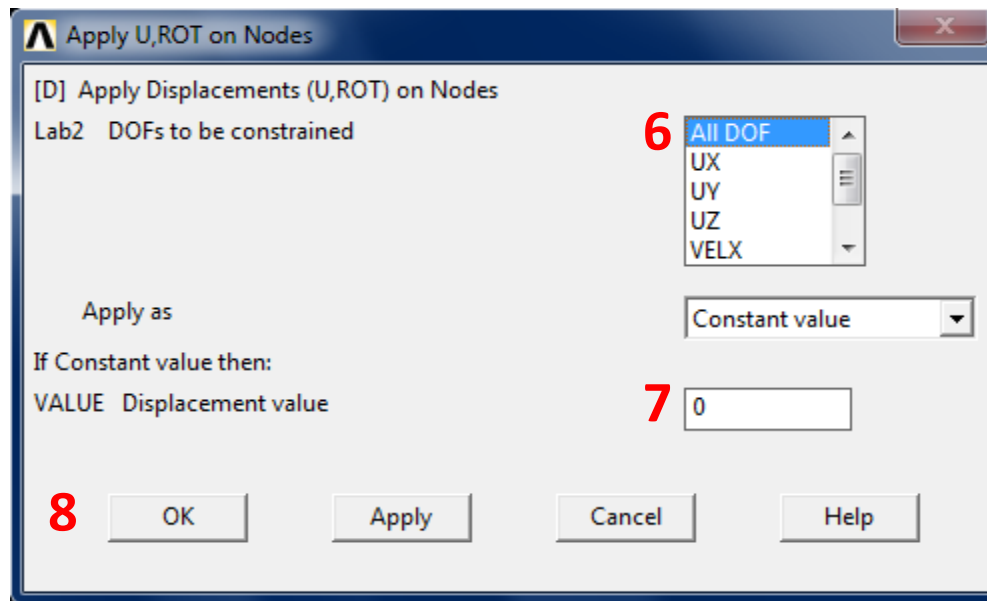 Apply U,ROT on Nodes
[D] Apply Displacements (U,ROT) on Nodes
Lab2 DOFs to be constrained
6 All DOF
UX
UY
UZ
VELX
Apply as Constant value
If Constant value then:
VALUE Displacement value 7 0
8 OK Apply Cancel Help